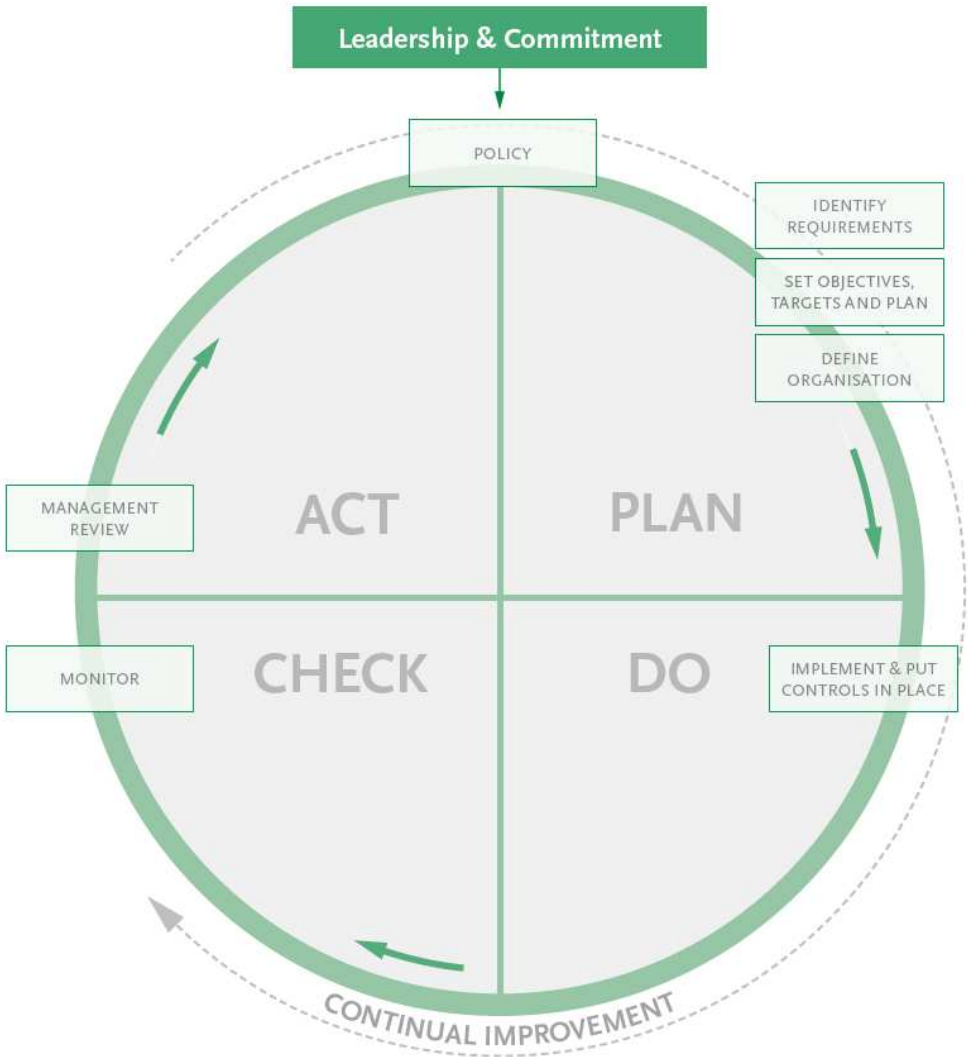 Leadership & Commitment
POLICY
IDENTIFY
REQUIREMENTS
SET OBJECTIVES,
TARGETS AND PLAN
DEFINE
ORGANISATION
MANAGEMENT
REVIEW
ACT
PLAN
MONITOR
CHECK
DO
IMPLEMENT & PUT
CONTROLS IN PLACE
CONTINUAL IMPROVEMENT